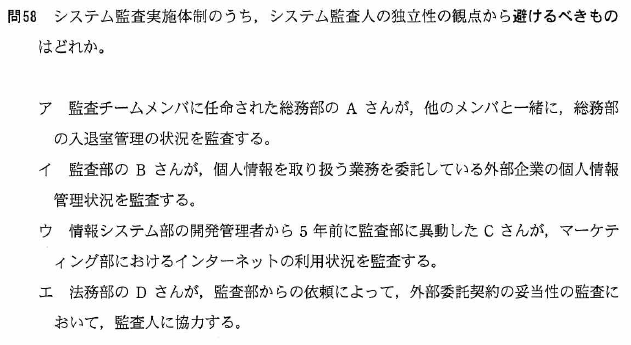 問58 システム監査実施体制のうち，システム監査人の独立性の観点から避けるべきもの
はどれか。
ア 監査チームメンバに任命された総務部の A さんが，他のメンバと一緒に，総務部
の入退室管理の状況を監査する。
イ 監査部の B さんが，個人情報を取り扱う業務を委託している外部企業の個人情報
管理状況を監査する。
ウ 情報システム部の開発管理者から 5 年前に監査部に異動した C さんが，マーケテ
ィング部におけるインターネットの利用状況を監査する。
エ 法務部の D さんが，監査部からの依頼によって，外部委託契約の妥当性の監査に
おいて，監査人に協力する。